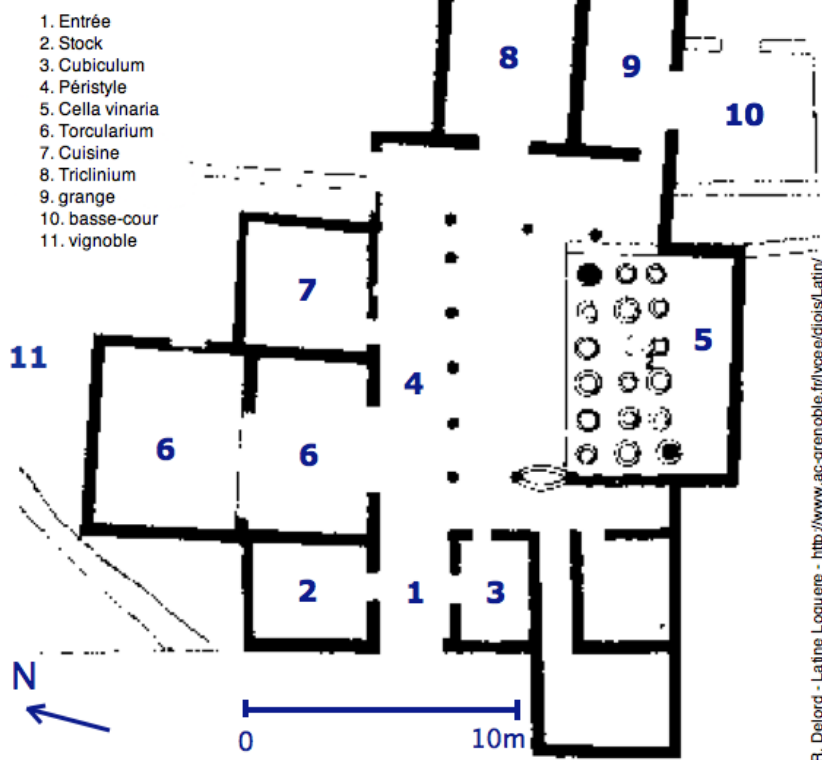 1. Entrée
2. Stock
3. Cubiculum
4. Péristyle
5. Cella vinaria
6. Torcularium
7. Cuisine
8. Triclinium
9. grange
10. basse-cour
11. vignoble
8
9
10
7
11
4
5
6
6
2
1
3
N
0
10m
R. Delord - Latine Loquere - http://www.ac-grenoble.fr/lycee/diois/Latin/